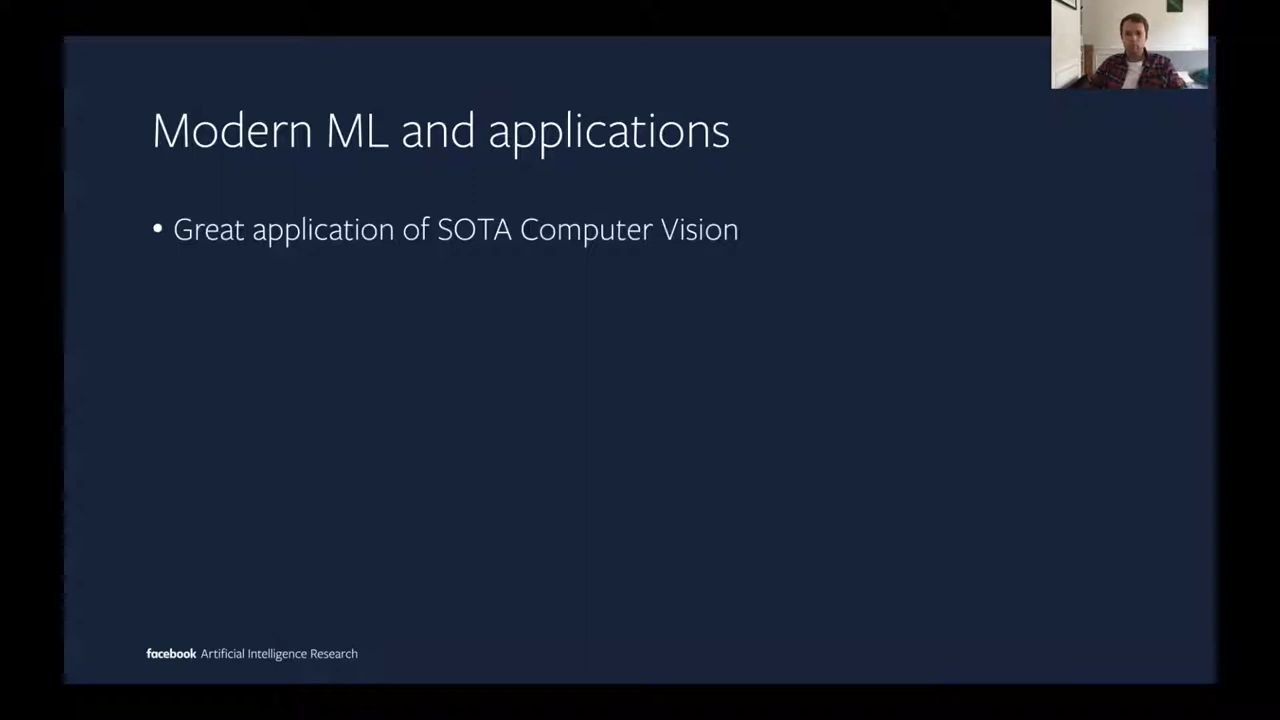 Modern ML and applications
• Great application of SOTA Computer Vision
facebook Artificial Intelligence Research